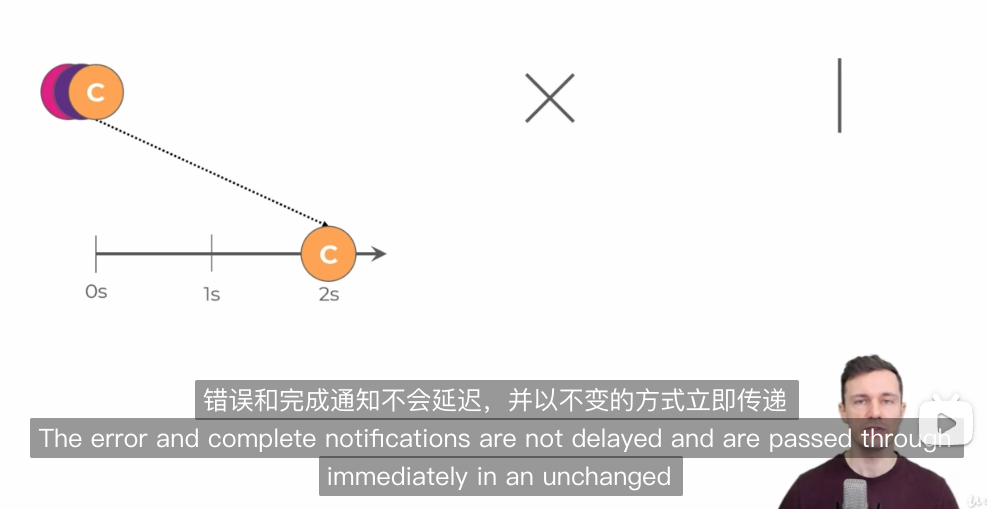 C
C
0s 1s 2s
错误和完成通知不会延迟，并以不变的方式立即传递
The error and complete notifications are not delayed and are passed through
immediately in an unchanged